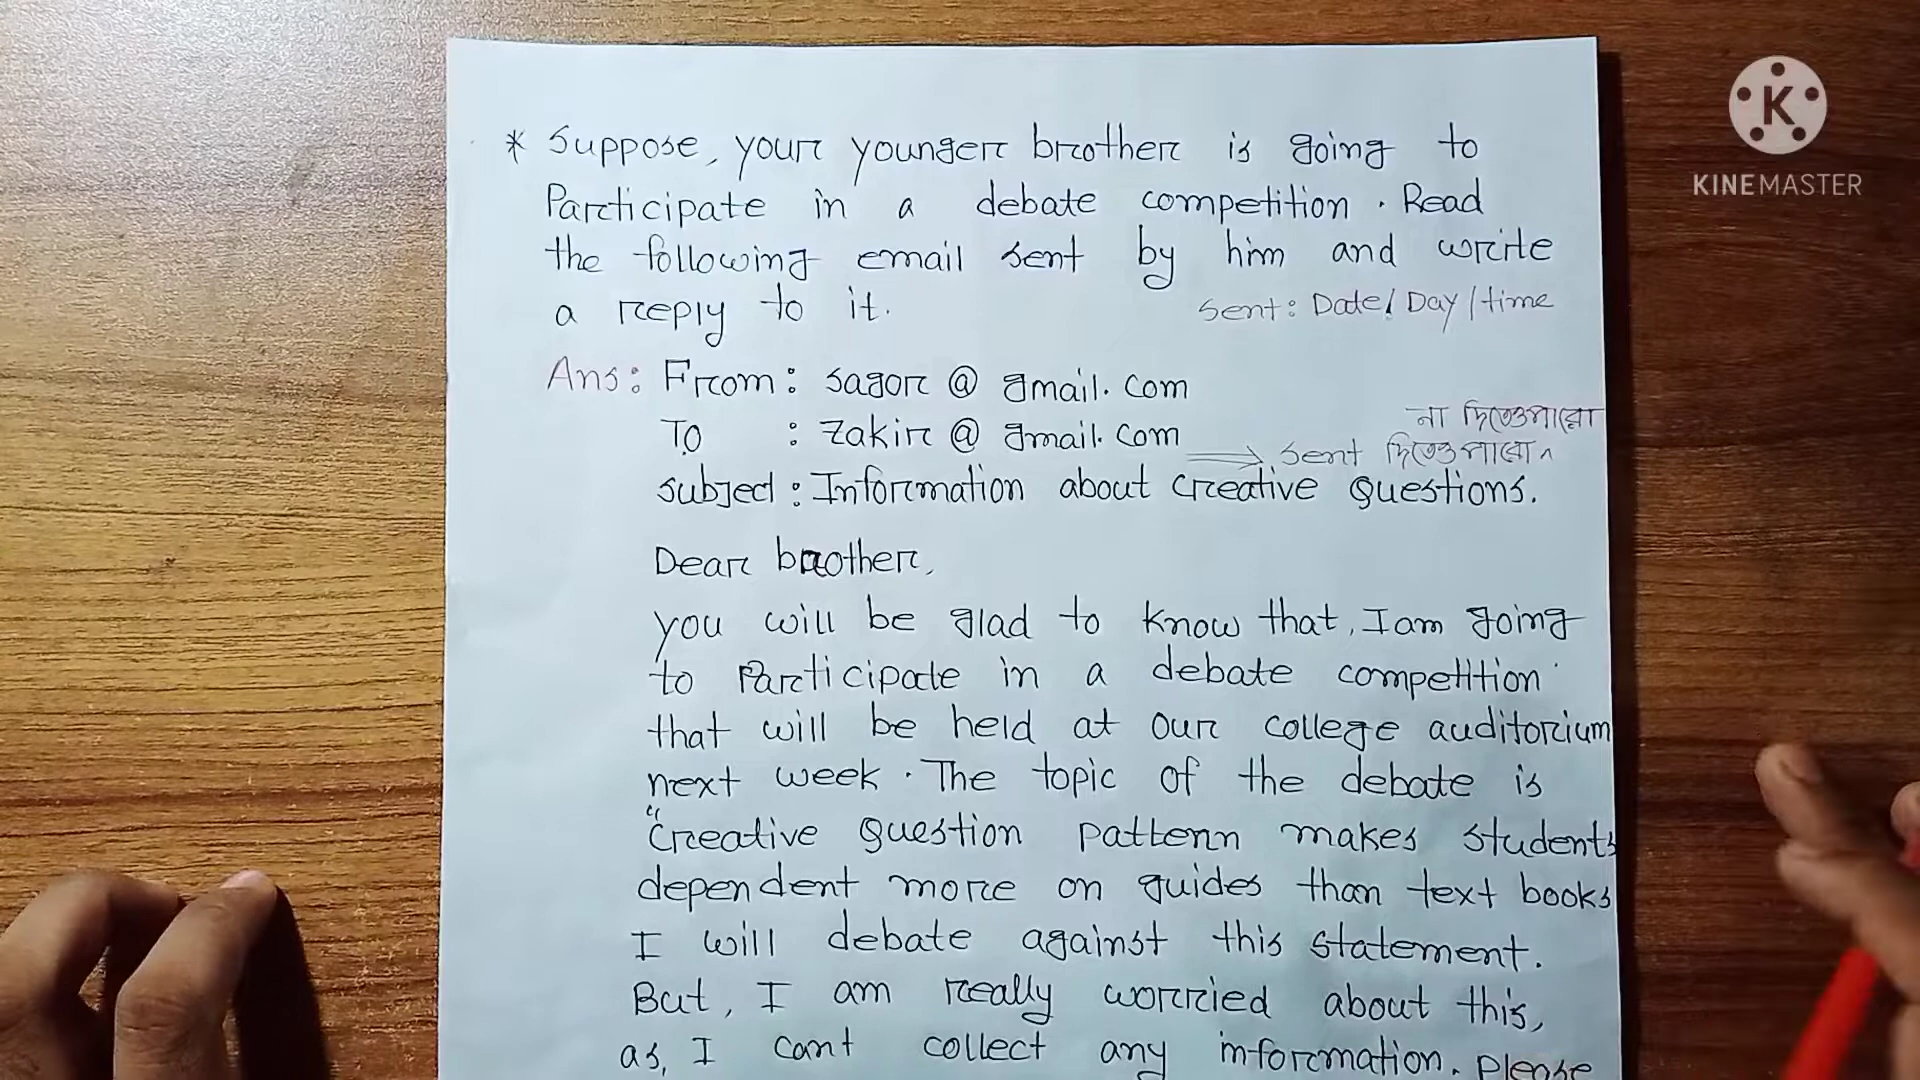 * Suppose, your younger brother is going to
Participate in a debate competition. Read
the following email sent by him and write
a reply to it.
Sent: Date/Day/time
Ans: From: sagor@gmail.com
To : Zakir@gmail.com
না দিতেও পারো
⇒ sent দিতেও পারো।
Subject: Information about Creative Questions.
Dear brother,
you will be glad to know that, I am going
to Participate in a debate competition
that will be held at our college auditorium
next week. The topic of the debate is
"Creative Question pattern makes students
dependent more on guides than text books
I will debate against this statement.
But, I am really worried about this,
as, I cant collect any information. please
K
KINEMASTER